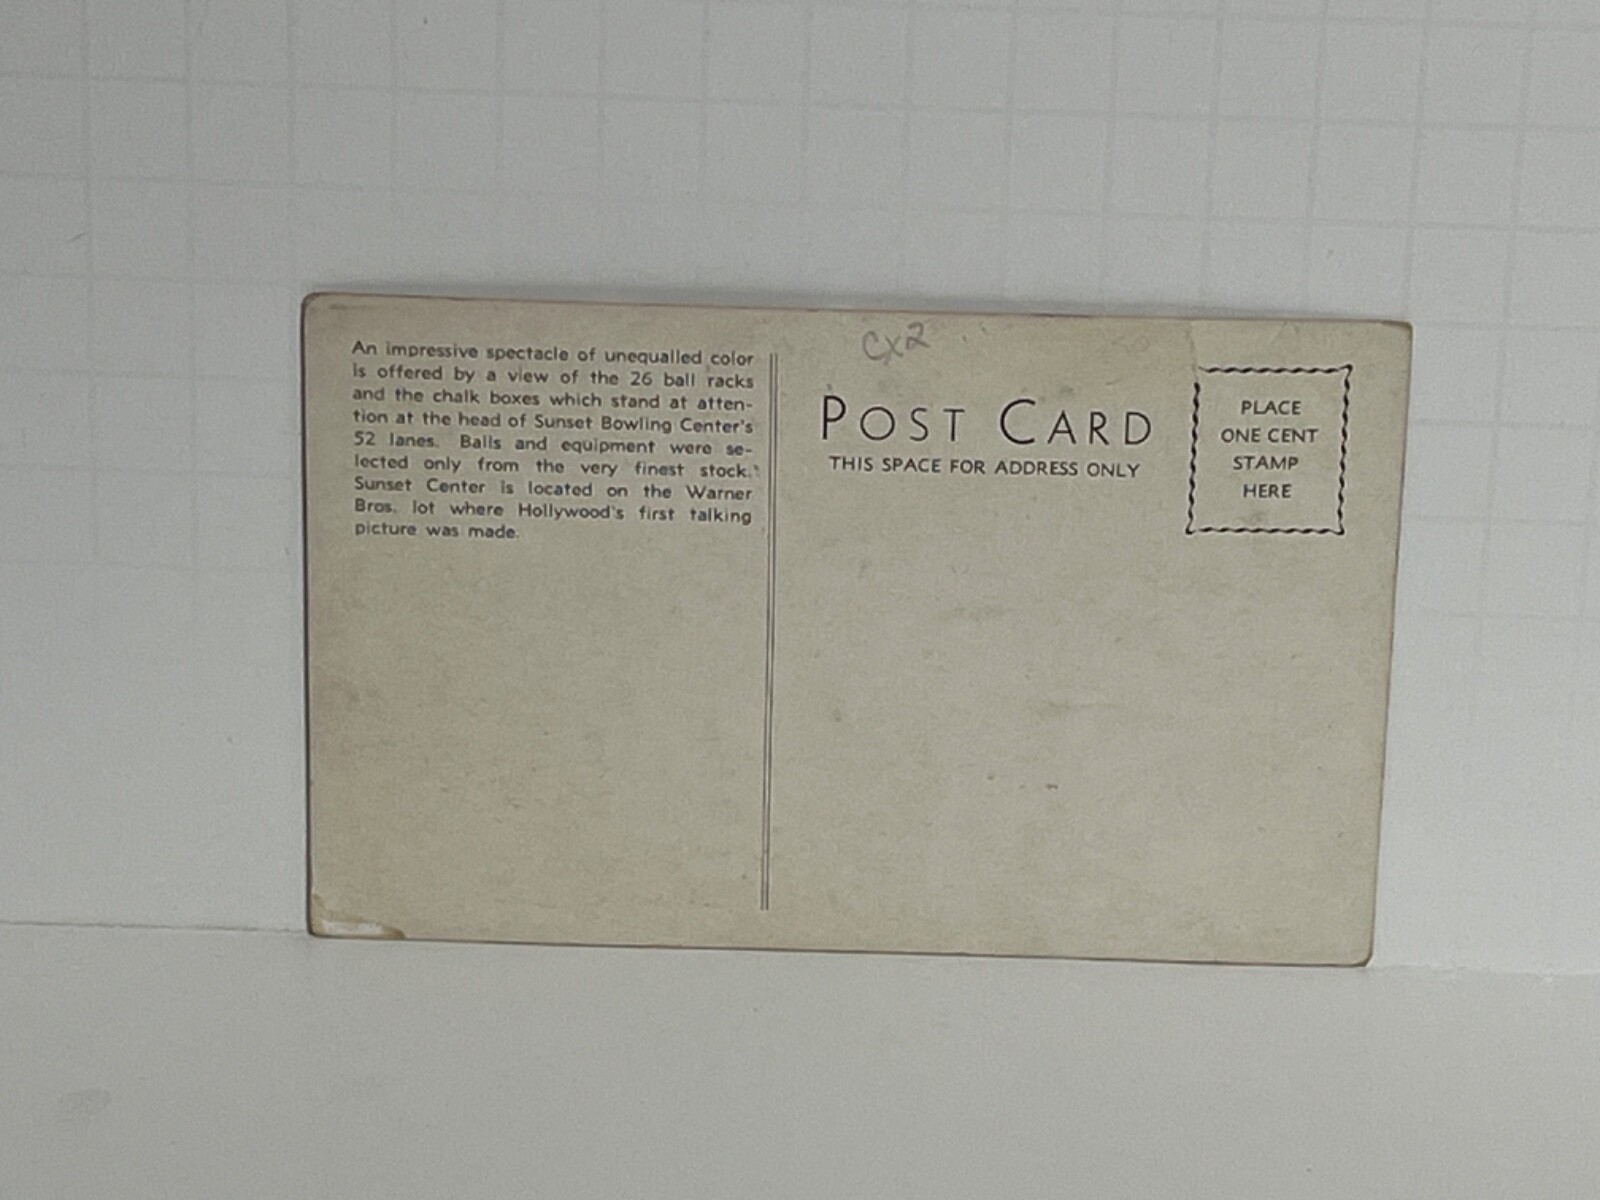 An impressive spectacle of unequalled color
is offered by a view of the 26 ball racks
and the chalk boxes which stand at atten-
tion at the head of Sunset Bowling Center's
52 lanes. Balls and equipment were se-
lected only from the very finest stock.
Sunset Center is located on the Warner
Bros. lot where Hollywood's first talking
picture was made.
cx2
POST CARD
THIS SPACE FOR ADDRESS ONLY
PLACE
ONE CENT
STAMP
HERE